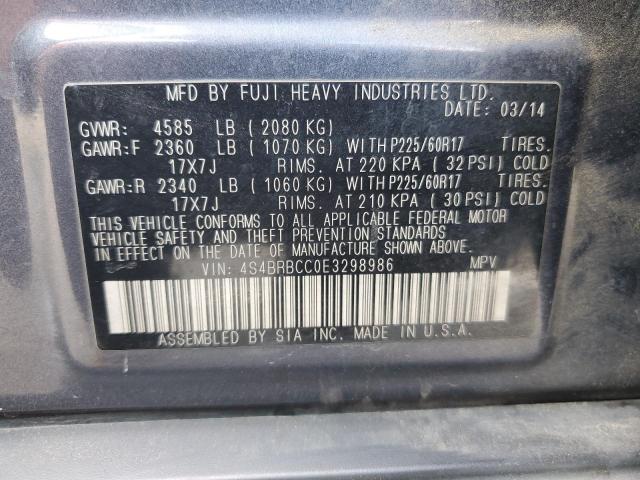 MFD BY FUJI HEAVY INDUSTRIES LTD.
DATE: 03/14
GVWR: 4585 LB ( 2080 KG)
GAWR:F 2360 LB ( 1070 KG) WITH P225/60R17 TIRES.
17X7J RIMS. AT 220 KPA ( 32 PSI) COLD
GAWR:R 2340 LB ( 1060 KG) WITH P225/60R17 TIRES.
17X7J RIMS. AT 210 KPA ( 30 PSI) COLD
THIS VEHICLE CONFORMS TO ALL APPLICABLE FEDERAL MOTOR
VEHICLE SAFETY AND THEFT PREVENTION STANDARDS
IN EFFECT ON THE DATE OF MANUFACTURE SHOWN ABOVE.
VIN: 4S4BRBCC0E3298986 MPV
ASSEMBLED BY SIA INC. MADE IN U.S.A.